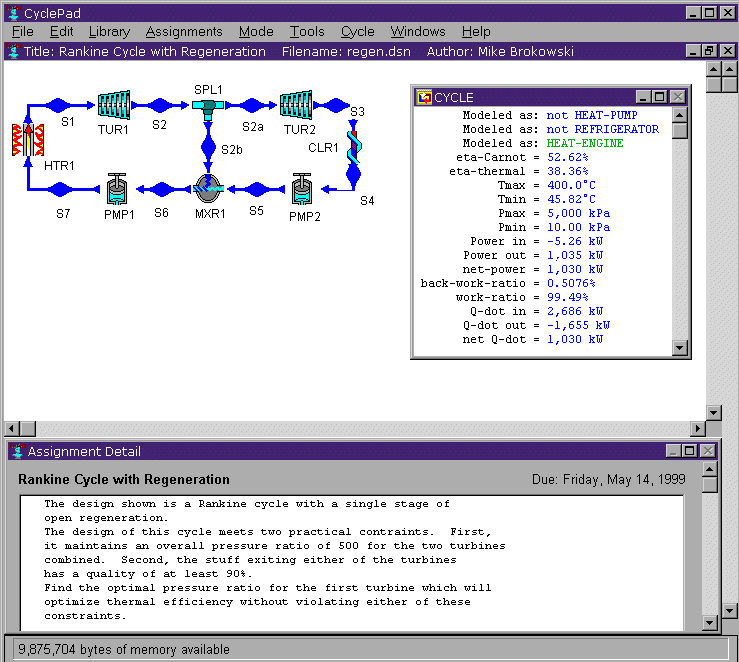 CyclePad
File Edit Library Assignments Mode Tools Cycle Windows Help
Title: Rankine Cycle with Regeneration Filename: regen.dsn Author: Mike Brokowski
SPL1
S1
TUR1
S2
S2a
TUR2
S3
CLR1
S2b
HTR1
S7
PMP1
S6
MXR1
S5
PMP2
S4
CYCLE
Modeled as: not HEAT-PUMP
Modeled as: not REFRIGERATOR
Modeled as: HEAT-ENGINE
eta-Carnot = 52.62%
eta-thermal = 38.36%
Tmax = 400.0°C
Tmin = 45.82°C
Pmax = 5,000 kPa
Pmin = 10.00 kPa
Power in = -5.26 kW
Power out = 1,035 kW
net-power = 1,030 kW
back-work-ratio = 0.5076%
work-ratio = 99.49%
Q-dot in = 2,686 kW
Q-dot out = -1,655 kW
net Q-dot = 1,030 kW
Assignment Detail
Rankine Cycle with Regeneration Due: Friday, May 14, 1999
The design shown is a Rankine cycle with a single stage of
open regeneration.
The design of this cycle meets two practical contraints. First,
it maintains an overall pressure ratio of 500 for the two turbines
combined. Second, the stuff exiting either of the turbines
has a quality of at least 90%.
Find the optimal pressure ratio for the first turbine which will
optimize thermal efficiency without violating either of these
constraints.
9,875,704 bytes of memory available